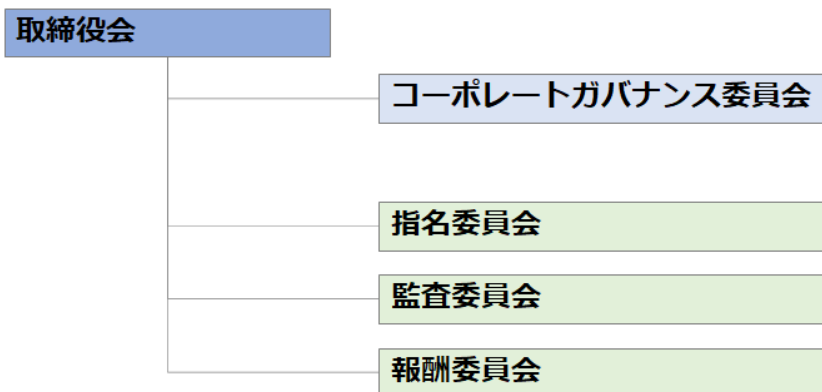 取締役会
コーポレートガバナンス委員会
指名委員会
監査委員会
報酬委員会